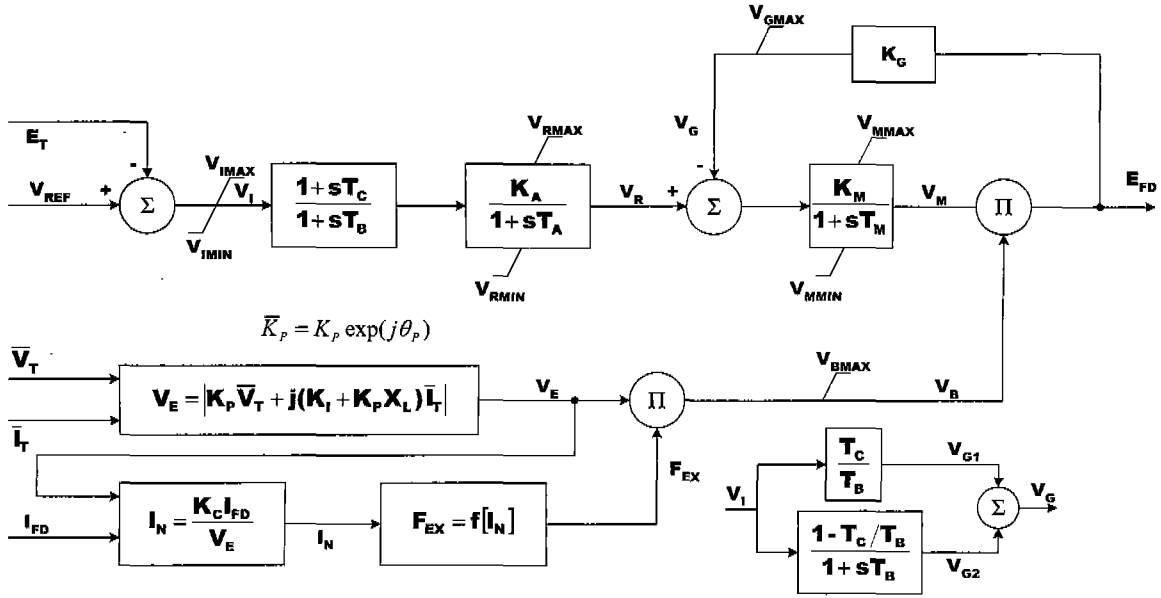 V_GMAX
K_G
E_T
V_G
-
V_RMAX
V_MMAX
-
V_IMAX
V_REF
+
Σ
V_I
1+sT_C
1+sT_B
K_A
1+sT_A
V_R
+
Σ
K_M
1+sT_M
V_M
Π
E_FD
V_IMIN
V_RMIN
V_MMIN
K̅_P = K_P exp(jθ_P)
V̅_T
V_E = |K_P V̅_T + j(K_I + K_P X_L) I̅_T|
V_E
Π
V_BMAX
V_B
I̅_T
F_EX
I_FD
I_N = K_C I_FD
V_E
I_N
F_EX = f[I_N]
V_I
T_C
T_B
V_G1
Σ
V_G
1 - T_C/T_B
1 + sT_B
V_G2